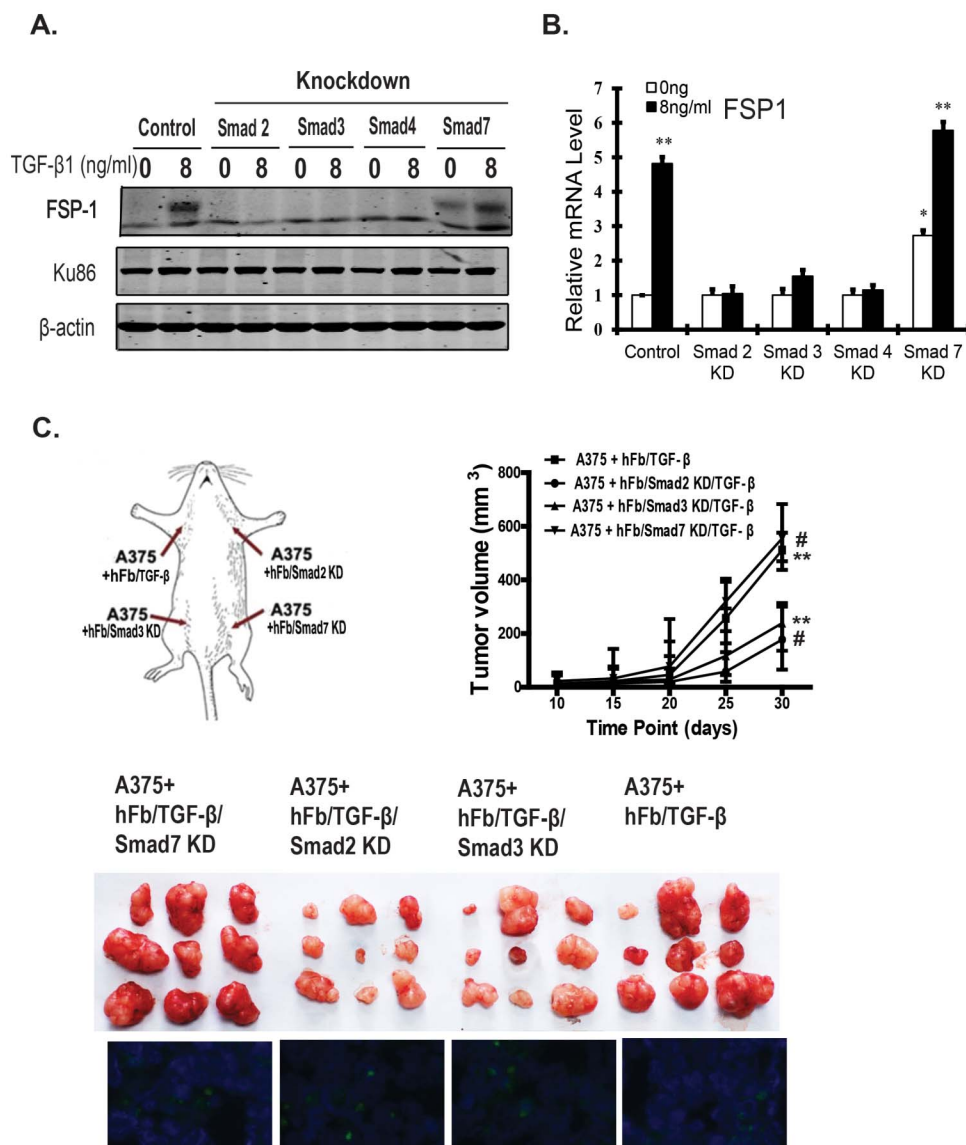 A.
Knockdown
Control Smad 2 Smad3 Smad4 Smad7
TGF-β1 (ng/ml) 0 8 0 8 0 8 0 8 0 8
FSP-1
Ku86
β-actin
B.
Relative mRNA Level
7
6
5
4
3
2
1
0
0ng
8ng/ml
FSP1
**
*
**
Control Smad 2 KD Smad 3 KD Smad 4 KD Smad 7 KD
C.
A375
+hFb/TGF-β
A375
+hFb/Smad2 KD
A375
+hFb/Smad3 KD
A375
+hFb/Smad7 KD
Tumor volume (mm 3)
800
600
400
200
0
A375 + hFb/TGF- β
A375 + hFb/Smad2 KD/TGF- β
A375 + hFb/Smad3 KD/TGF- β
A375 + hFb/Smad7 KD/TGF- β
#
**
**
#
10 15 20 25 30
Time Point (days)
A375+
hFb/TGF-β/
Smad7 KD
A375+
hFb/TGF-β/
Smad2 KD
A375+
hFb/TGF-β/
Smad3 KD
A375+
hFb/TGF-β